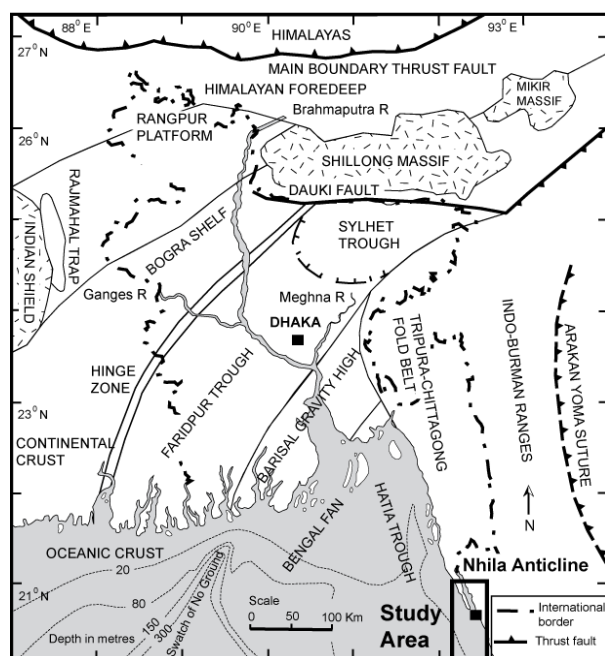 88°E
90°E
93°E
27°N
HIMALAYAS
MAIN BOUNDARY THRUST FAULT
HIMALAYAN FOREDEEP
Brahmaputra R
MIKIR
MASSIF
RANGPUR
PLATFORM
26°N
SHILLONG MASSIF
DAUKI FAULT
RAJMAHAL TRAP
INDIAN SHIELD
BOGRA SHELF
SYLHET
TROUGH
Ganges R
Meghna R
DHAKA
HINGE
ZONE
TRIPURA-CHITTAGONG
FOLD BELT
INDO-BURMAN RANGES
ARAKAN YOMA SUTURE
23°N
FARIDPUR TROUGH
BARISAL GRAVITY HIGH
CONTINENTAL
CRUST
N
BENGAL FAN
HATIA TROUGH
OCEANIC CRUST
Nhila Anticline
20
21°N
80
150
300
Swatch of No Ground
Depth in metres
Scale
0 50 100 Km
Study
Area
International
border
Thrust fault